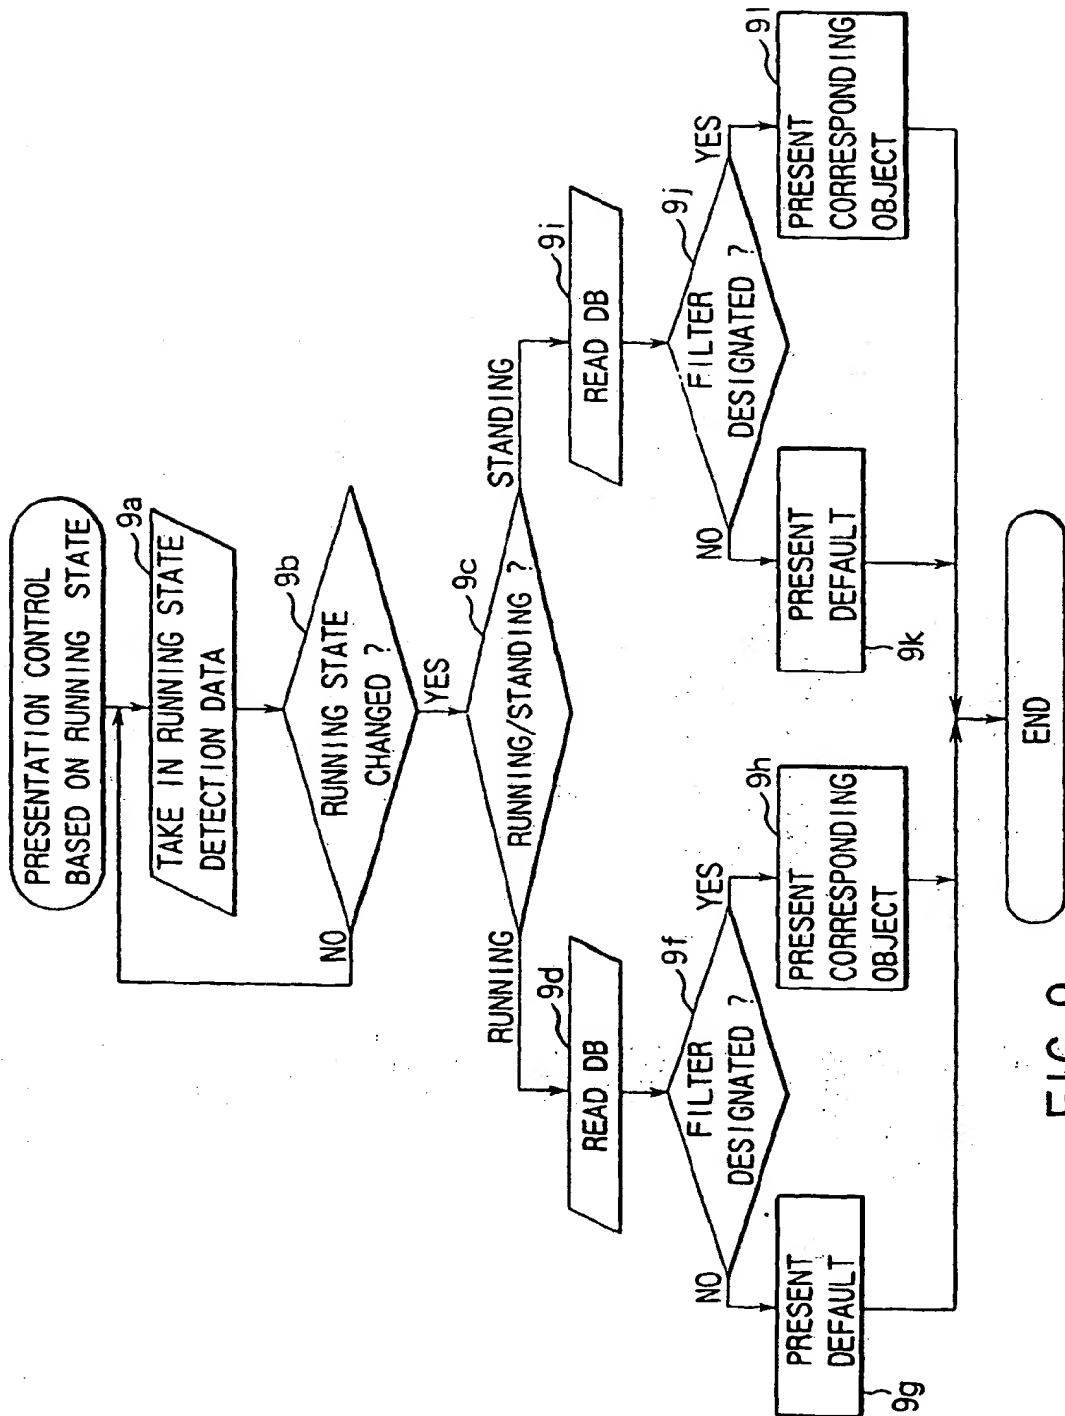 PRESENTATION CONTROL
BASED ON RUNNING STATE
9a
TAKE IN RUNNING STATE
DETECTION DATA
9b
RUNNING STATE
CHANGED ?
NO
YES
9c
RUNNING/STANDING ?
RUNNING
STANDING
9d
READ DB
9f
FILTER
DESIGNATED ?
NO
YES
PRESENT
DEFAULT
9g
9h
PRESENT
CORRESPONDING
OBJECT
9i
READ DB
9j
FILTER
DESIGNATED ?
NO
YES
PRESENT
DEFAULT
9k
9l
PRESENT
CORRESPONDING
OBJECT
END